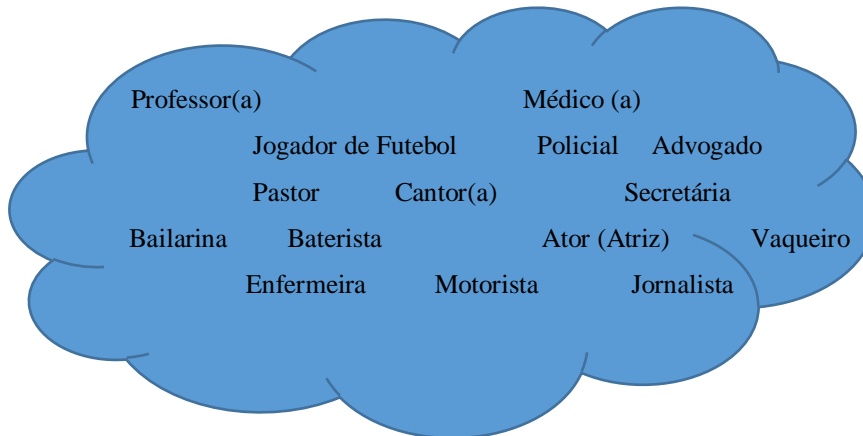 Professor(a) Médico (a)
Jogador de Futebol Policial Advogado
Pastor Cantor(a) Secretária
Bailarina Baterista Ator (Atriz) Vaqueiro
Enfermeira Motorista Jornalista